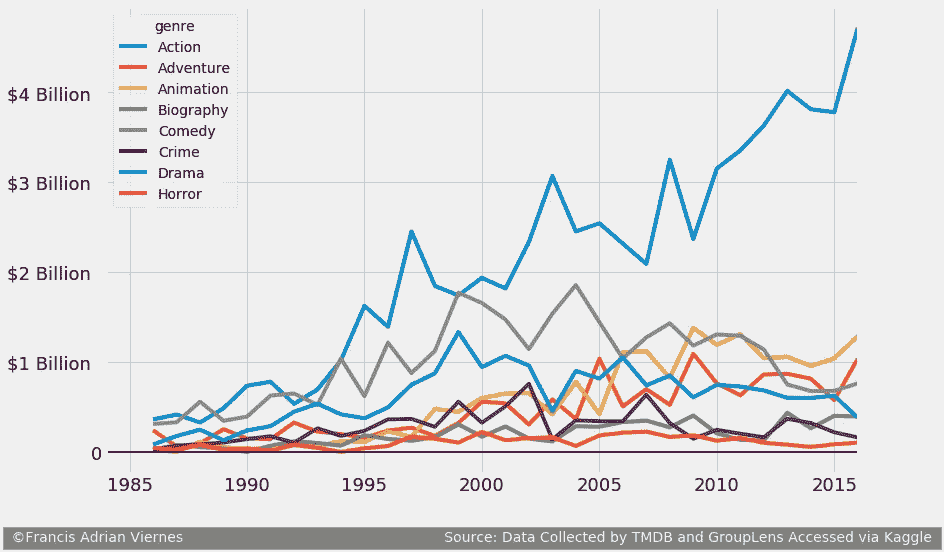 genre
Action
Adventure
Animation
Biography
Comedy
Crime
Drama
Horror
$4 Billion
$3 Billion
$2 Billion
$1 Billion
0
1985 1990 1995 2000 2005 2010 2015
©Francis Adrian Viernes Source: Data Collected by TMDB and GroupLens Accessed via Kaggle